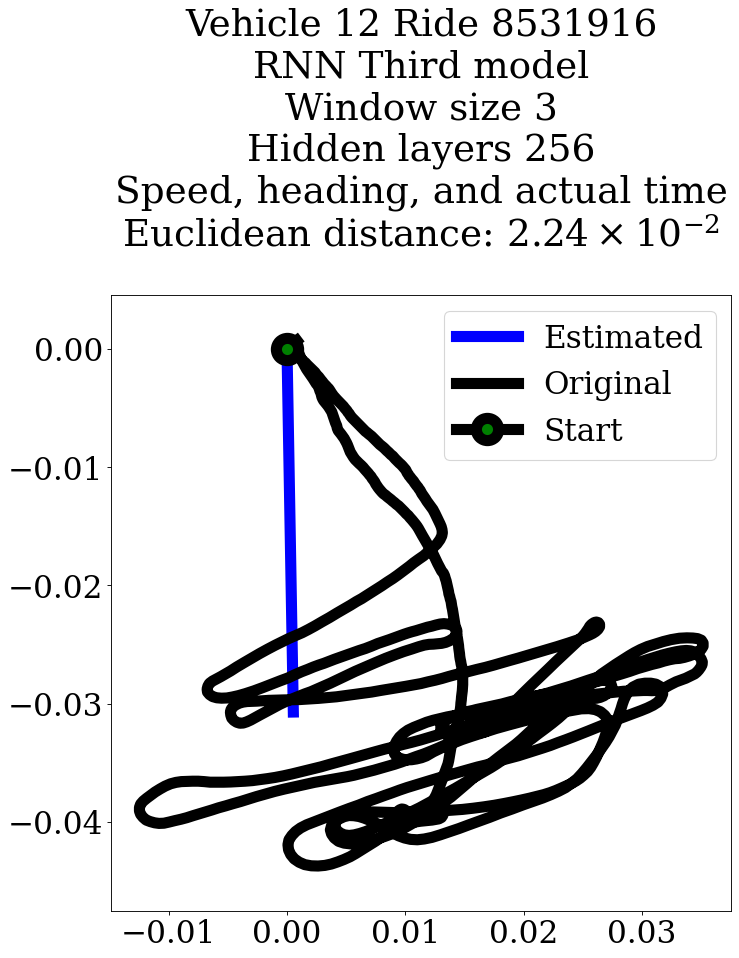 Vehicle 12 Ride 8531916
RNN Third model
Window size 3
Hidden layers 256
Speed, heading, and actual time
Euclidean distance: 2.24 × 10⁻²
Estimated
Original
Start
0.00
−0.01
−0.02
−0.03
−0.04
−0.01 0.00 0.01 0.02 0.03